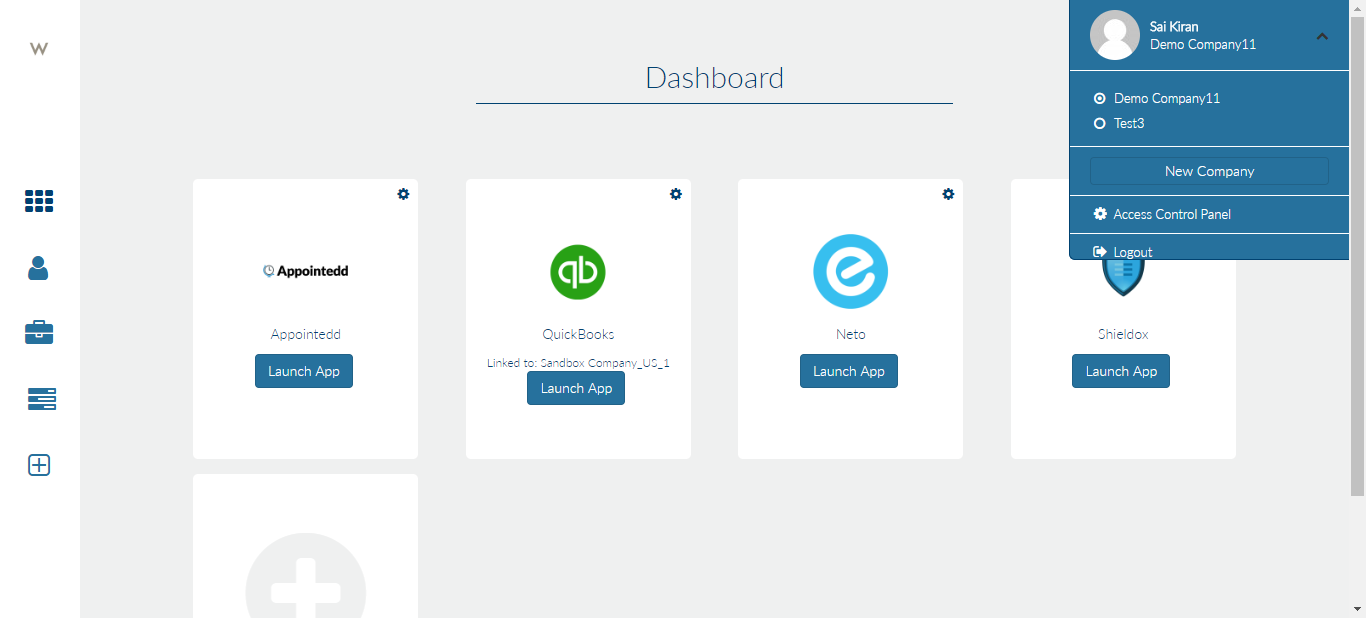 W
Dashboard
Sai Kiran
Demo Company11
Demo Company11
Test3
New Company
Access Control Panel
Logout
Appointedd
qb
Appointedd
Launch App
QuickBooks
Linked to: Sandbox Company_US_1
Launch App
e
Neto
Launch App
Shieldox
Launch App